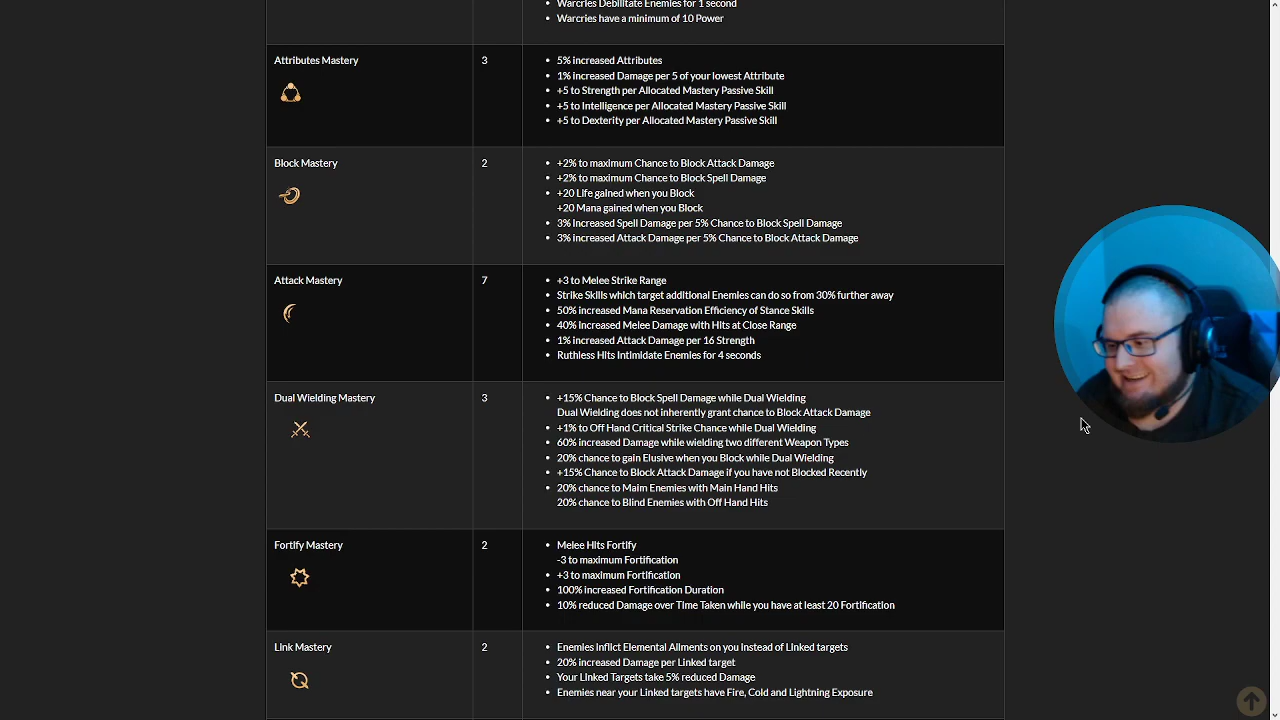 Warcries Debilitate Enemies for 1 second
Warcries have a minimum of 10 Power
Attributes Mastery
3
5% increased Attributes
1% increased Damage per 5 of your lowest Attribute
+5 to Strength per Allocated Mastery Passive Skill
+5 to Intelligence per Allocated Mastery Passive Skill
+5 to Dexterity per Allocated Mastery Passive Skill
Block Mastery
2
+2% to maximum Chance to Block Attack Damage
+2% to maximum Chance to Block Spell Damage
+20 Life gained when you Block
+20 Mana gained when you Block
3% increased Spell Damage per 5% Chance to Block Spell Damage
3% increased Attack Damage per 5% Chance to Block Attack Damage
Attack Mastery
7
+3 to Melee Strike Range
Strike Skills which target additional Enemies can do so from 30% further away
50% increased Mana Reservation Efficiency of Stance Skills
40% increased Melee Damage with Hits at Close Range
1% increased Attack Damage per 16 Strength
Ruthless Hits Intimidate Enemies for 4 seconds
Dual Wielding Mastery
3
+15% Chance to Block Spell Damage while Dual Wielding
Dual Wielding does not inherently grant chance to Block Attack Damage
+1% to Off Hand Critical Strike Chance while Dual Wielding
60% increased Damage while wielding two different Weapon Types
20% chance to gain Elusive when you Block while Dual Wielding
+15% Chance to Block Attack Damage if you have not Blocked Recently
20% chance to Maim Enemies with Main Hand Hits
20% chance to Blind Enemies with Off Hand Hits
Fortify Mastery
2
Melee Hits Fortify
-3 to maximum Fortification
+3 to maximum Fortification
100% increased Fortification Duration
10% reduced Damage over Time Taken while you have at least 20 Fortification
Link Mastery
2
Enemies inflict Elemental Ailments on you instead of Linked targets
20% increased Damage per Linked target
Your Linked Targets take 5% reduced Damage
Enemies near your Linked targets have Fire, Cold and Lightning Exposure